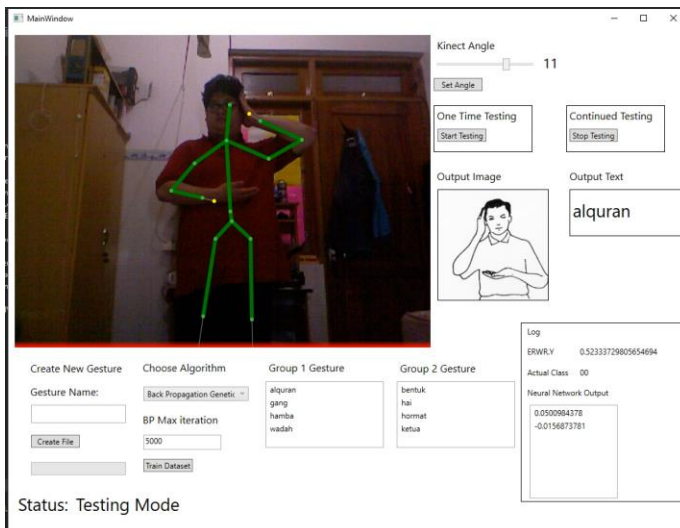 MainWindow
Kinect Angle
11
Set Angle
One Time Testing
Start Testing
Continued Testing
Stop Testing
Output Image
Output Text
alquran
Log
ERWR.Y 0.52333729805654694
Actual Class 00
Neural Network Output
0.0500984378
-0.0156873781
Create New Gesture
Gesture Name:
Create File
Choose Algorithm
Back Propagation Genetic
BP Max iteration
5000
Train Dataset
Group 1 Gesture
alquran
gang
hamba
wadah
Group 2 Gesture
bentuk
hai
hormat
ketua
Status: Testing Mode